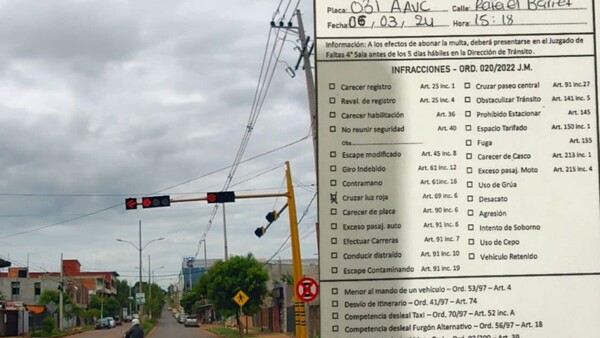 Placa: 031 AAVC Calle: Rafael Barret
Fecha: 06, 03, 24 Hora: 15:18
Información: A los efectos de abonar la multa, deberá presentarse en el Juzgado de
Faltas 4° Sala antes de los 5 días hábiles en la Dirección de Tránsito.
INFRACCIONES - ORD. 020/2022 J.M.
Carecer registro Art. 25 inc. 1
Reval. de registro Art. 25 inc. 4
Carecer habilitación Art. 36
No reunir seguridad Art. 40
Obs.
Escape modificado Art. 45 inc. 8
Giro Indebido Art. 61 inc. 12
Contramano Art. 61inc. 16
Cruzar luz roja Art. 69 inc. 6
Carecer de placa Art. 90 inc. 6
Exceso pasaj. auto Art. 91 inc. 6
Efectuar Carreras Art. 91 inc. 7
Conducir distraído Art. 91 inc. 10
Escape Contaminando Art. 91 inc. 19
Cruzar paseo central Art. 91 inc.27
Obstaculizar Tránsito Art. 141 inc. 5
Prohibido Estacionar Art. 145
Espacio Tarifado Art. 150 inc. 1
Fuga Art. 155
Carecer de Casco Art. 213 inc. 1
Exceso pasaj. Moto Art. 215 inc. 4
Uso de Grúa
Desacato
Agresión
Intento de Soborno
Uso de Cepo
Vehículo Retenido
Menor al mando de un vehículo - Ord. 53/97 - Art. 4
Desvío de Itinerario - Ord. 41/97 - Art. 74
Competencia desleal Taxi - Ord. 70/97 - Art. 52 inc. A
Competencia desleal Furgón Alternativo - Ord. 56/97 - Art. 18